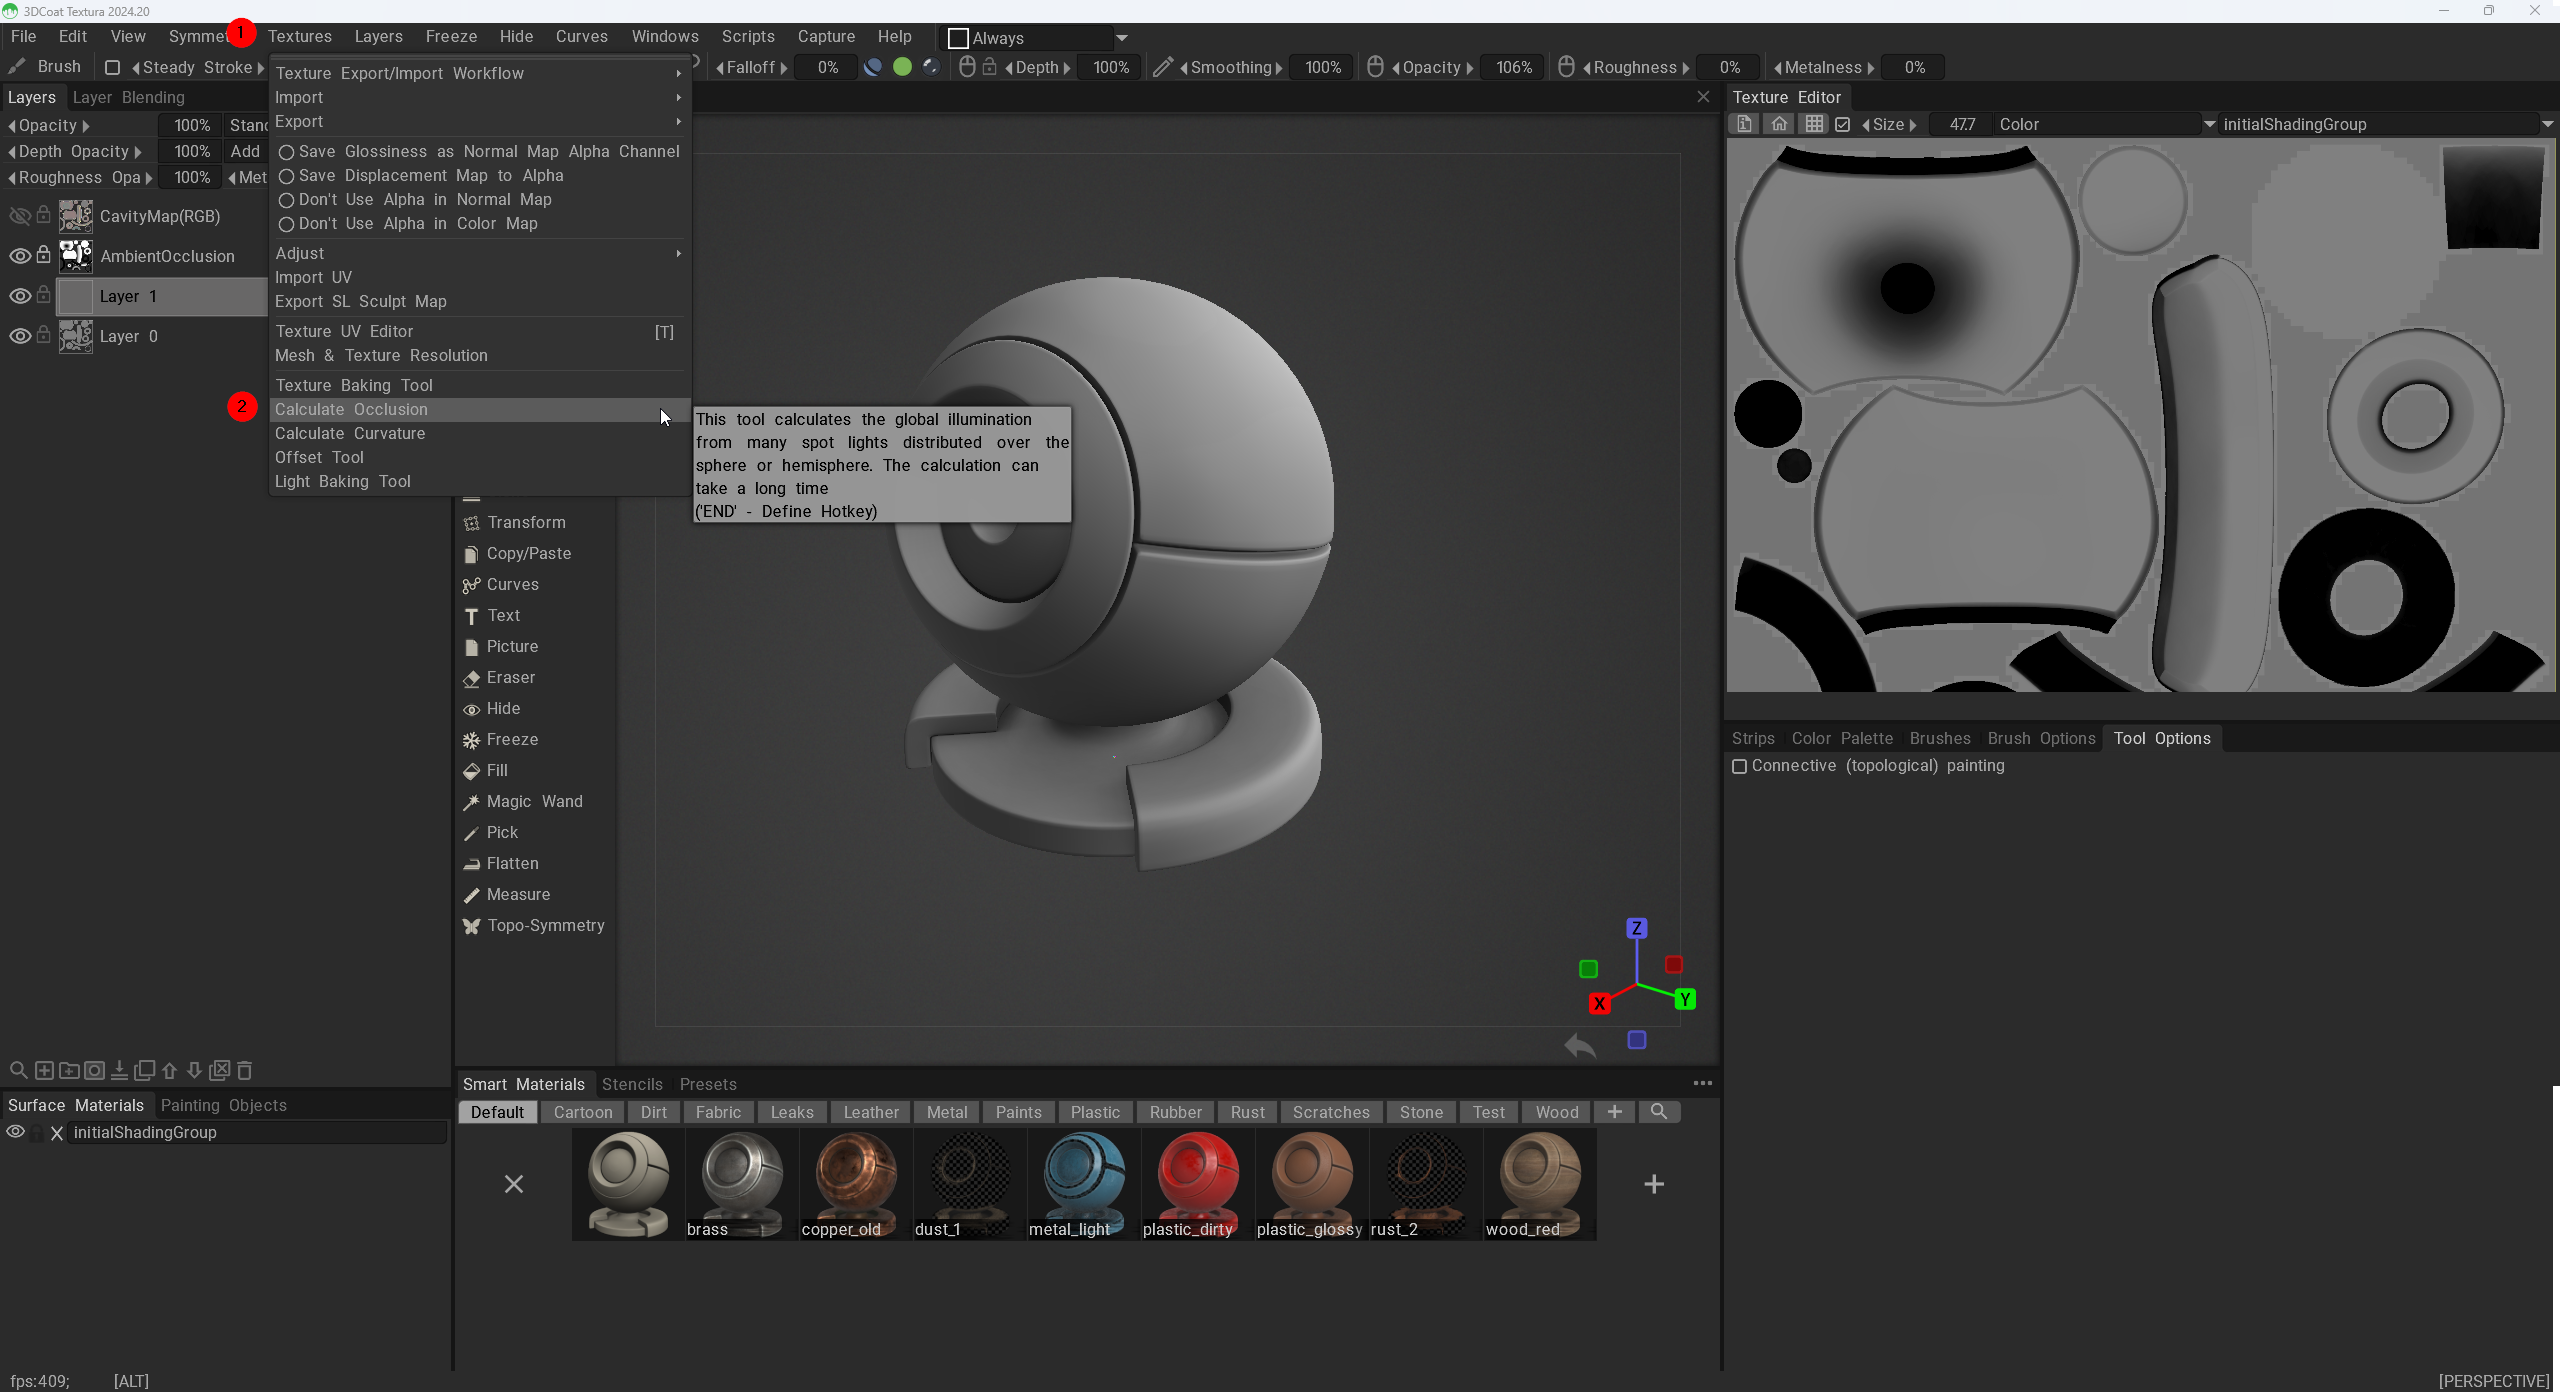 3DCoat Textura 2024.20
File Edit View Symmet 1 Textures Layers Freeze Hide Curves Windows Scripts Capture Help Always
Brush Steady Stroke Falloff 0% Depth 100% Smoothing 100% Opacity 106% Roughness 0% Metalness 0%
Layers Layer Blending
Opacity 100% Stand
Depth Opacity 100% Add
Roughness Opa 100% Met
CavityMap(RGB)
AmbientOcclusion
Layer 1
Layer 0
Texture Export/Import Workflow
Import
Export
Save Glossiness as Normal Map Alpha Channel
Save Displacement Map to Alpha
Don't Use Alpha in Normal Map
Don't Use Alpha in Color Map
Adjust
Import UV
Export SL Sculpt Map
Texture UV Editor [T]
Mesh & Texture Resolution
Texture Baking Tool
2 Calculate Occlusion
Calculate Curvature
Offset Tool
Light Baking Tool
This tool calculates the global illumination
from many spot lights distributed over the
sphere or hemisphere. The calculation can
take a long time
('END' - Define Hotkey)
Transform
Copy/Paste
Curves
Text
Picture
Eraser
Hide
Freeze
Fill
Magic Wand
Pick
Flatten
Measure
Topo-Symmetry
Z
X
Y
Texture Editor
Size 47.7 Color initialShadingGroup
Strips Color Palette Brushes Brush Options Tool Options
Connective (topological) painting
Surface Materials Painting Objects
initialShadingGroup
Smart Materials Stencils Presets
Default Cartoon Dirt Fabric Leaks Leather Metal Paints Plastic Rubber Rust Scratches Stone Test Wood
brass copper_old dust_1 metal_light plastic_dirty plastic_glossy rust_2 wood_red
fps:409; [ALT]
[PERSPECTIVE]